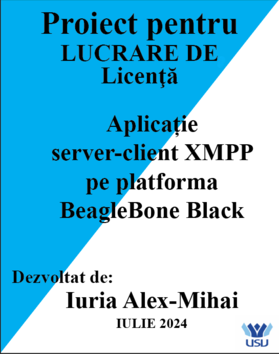 Proiect pentru
LUCRARE DE
Licenţă
Aplicație
server-client XMPP
pe platforma
BeagleBone Black
Dezvoltat de:
Iuria Alex-Mihai
IULIE 2024
USU